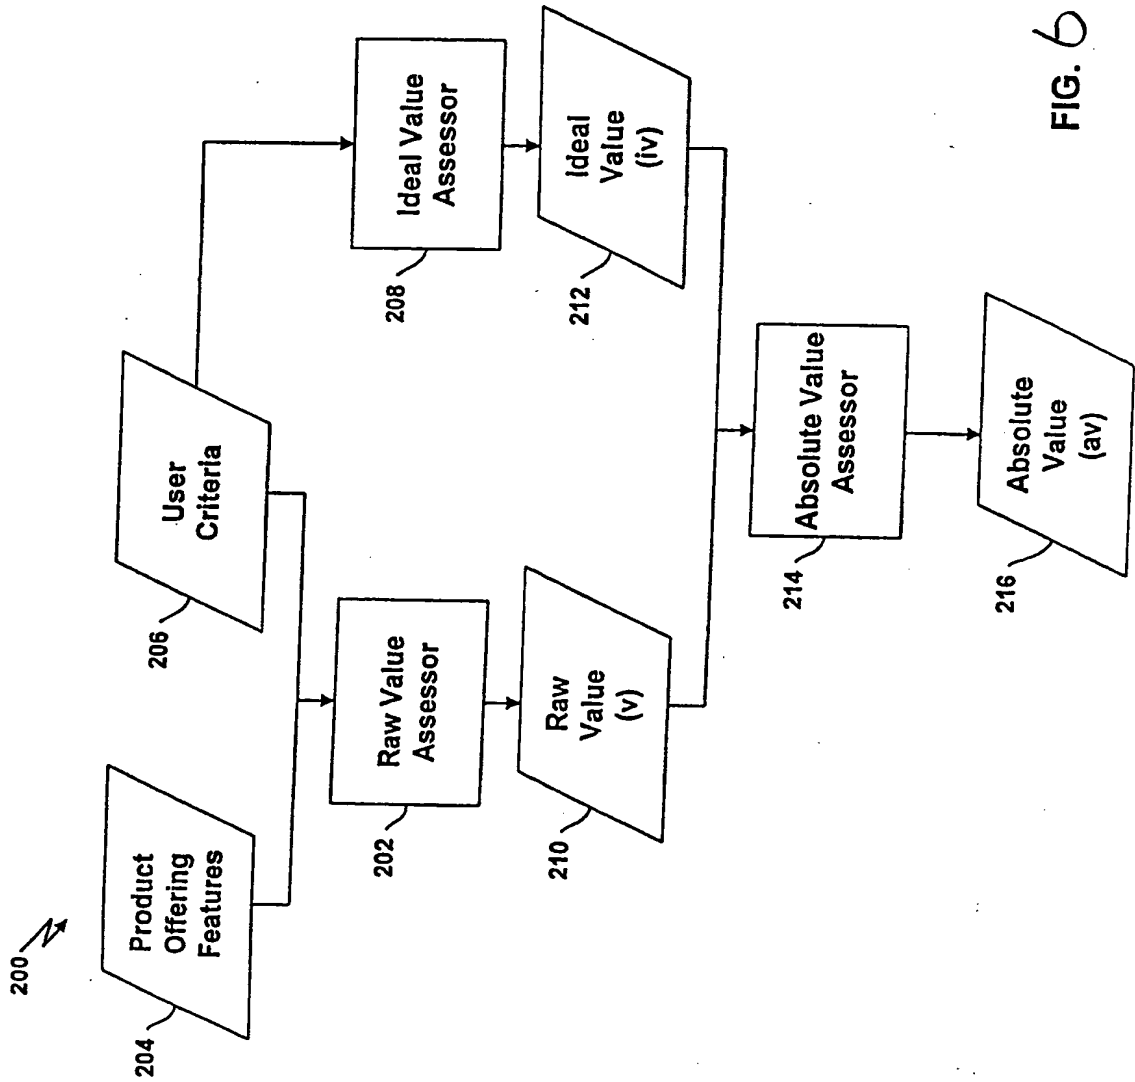 200
204
Product
Offering
Features
206
User
Criteria
202
Raw Value
Assessor
208
Ideal Value
Assessor
210
Raw
Value
(v)
212
Ideal
Value
(iv)
214
Absolute Value
Assessor
216
Absolute
Value
(av)
FIG. 6